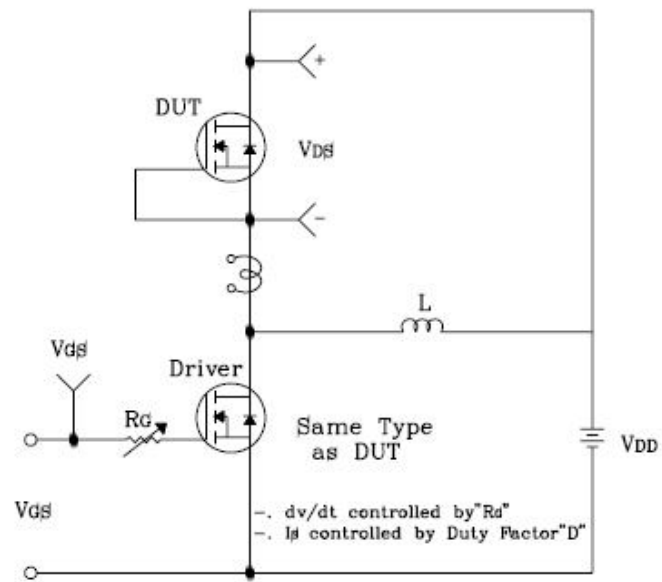 +
DUT
VDS
-
L
VGS
Driver
RG
Same Type
as DUT
VDD
VGS
-. dv/dt controlled by"RG"
-. IS controlled by Duty Factor"D"